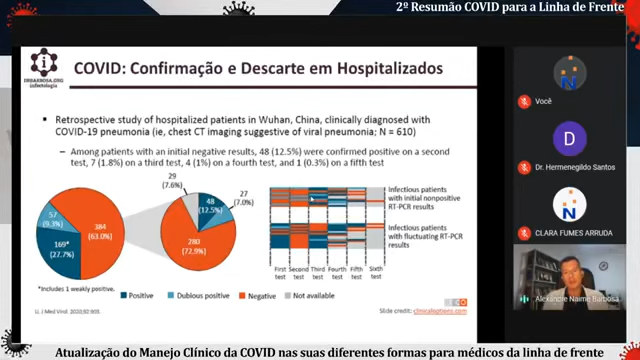 2º Resumão COVID para a Linha de Frente
DRBARBOSA.ORG
infectologia
COVID: Confirmação e Descarte em Hospitalizados
Retrospective study of hospitalized patients in Wuhan, China, clinically diagnosed with
COVID-19 pneumonia (ie, chest CT imaging suggestive of viral pneumonia; N = 610)
– Among patients with an initial negative results, 48 (12.5%) were confirmed positive on a second
test, 7 (1.8%) on a third test, 4 (1%) on a fourth test, and 1 (0.3%) on a fifth test
57
(9.3%)
384
(63.0%)
169*
(27.7%)
29
(7.6%)
48
(12.5%)
27
(7.0%)
280
(72.9%)
Infectious patients
with initial nonpositive
RT-PCR results
Infectious patients
with fluctuating RT-PCR
results
First test
Second test
Third test
Fourth test
Fifth test
Sixth test
*Includes 1 weakly positive.
Positive
Dubious positive
Negative
Not available
Li. J Med Virol. 2020;92:903.
Slide credit: clinicaloptions.com
Você
D
Dr. Hermenegildo Santos
CLARA FUMES ARRUDA
Alexandre Naime Barbosa
Atualização do Manejo Clínico da COVID nas suas diferentes formas para médicos da linha de frente